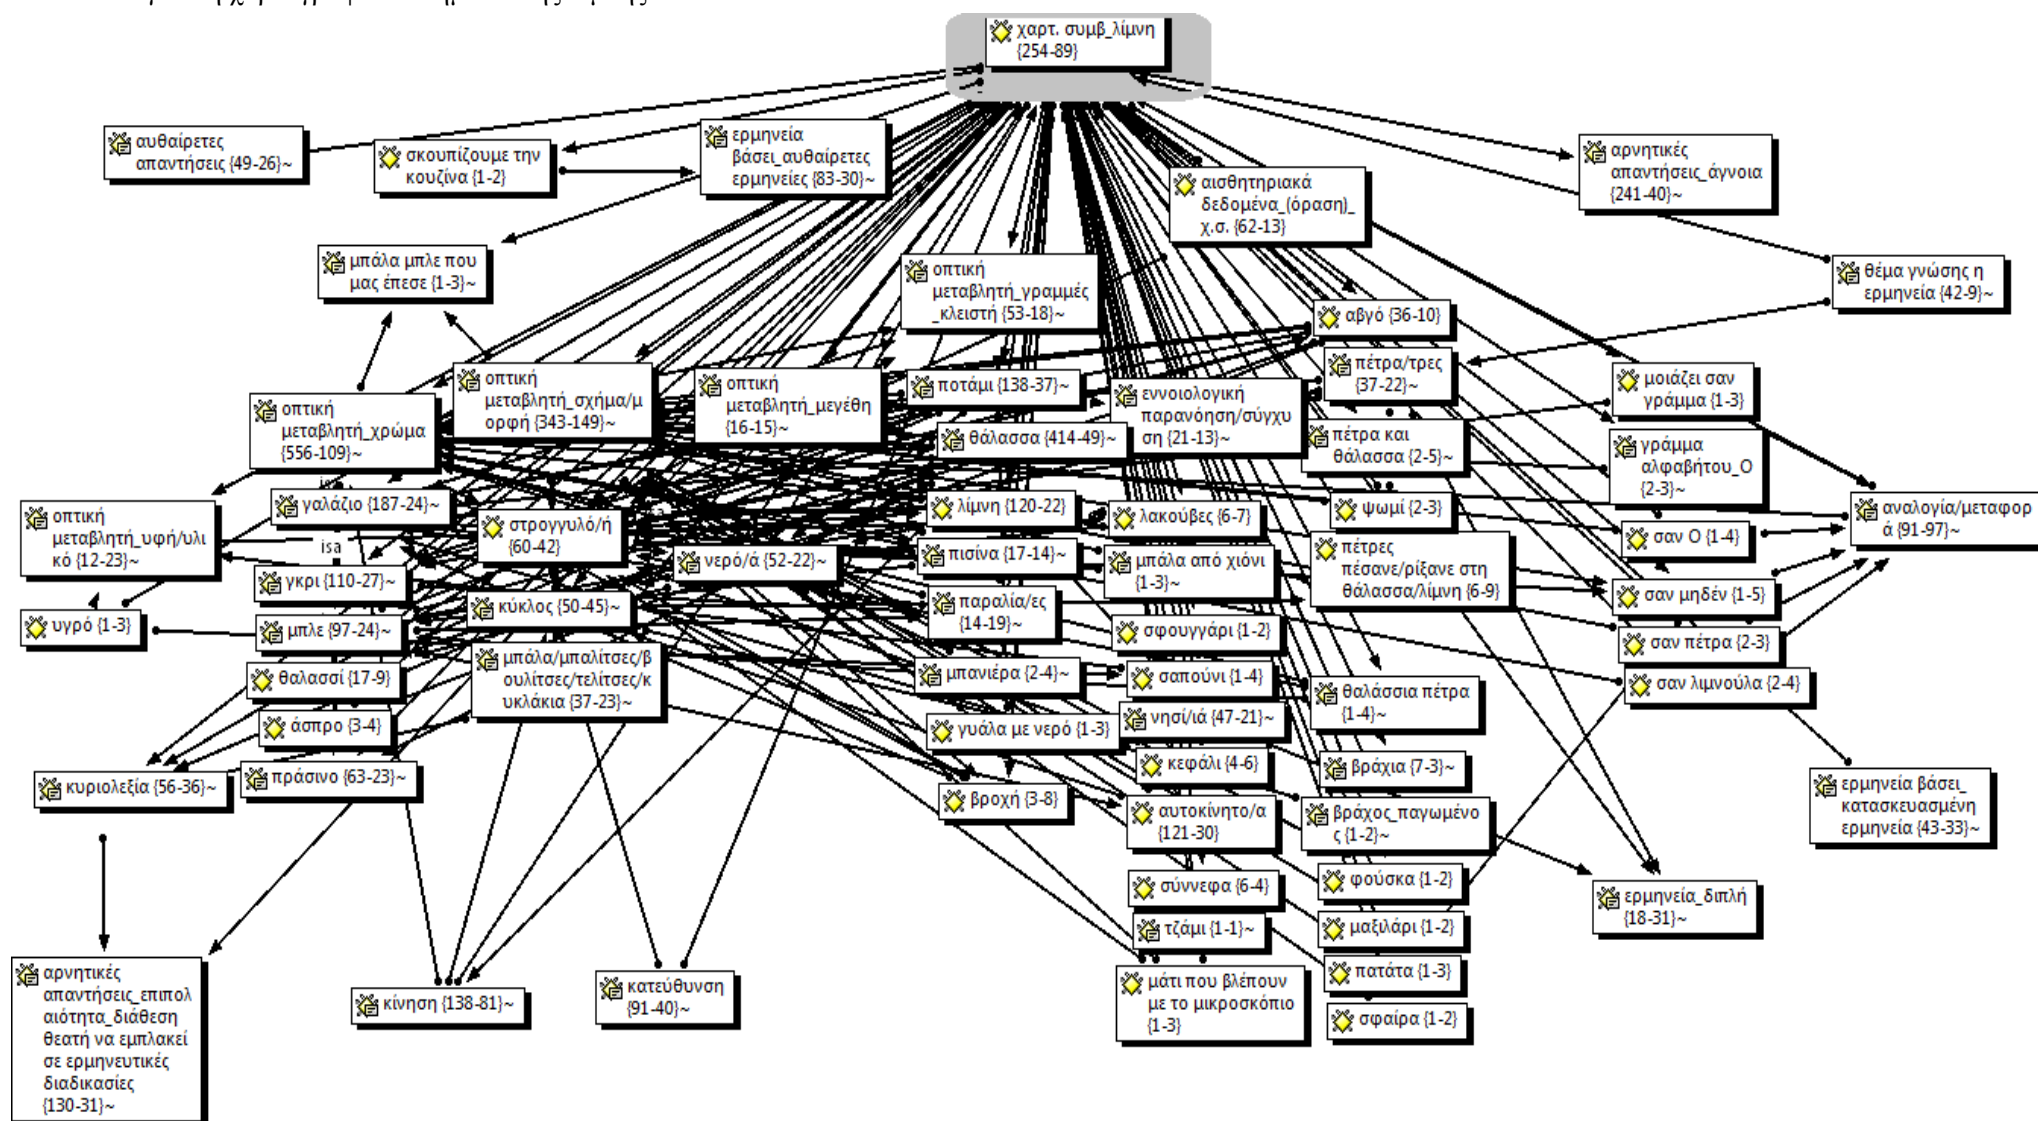 χαρτ. συμβ_λίμνη
{254-89}
αυθαίρετες
απαντήσεις {49-26}~
σκουπίζουμε την
κουζίνα {1-2}
ερμηνεία
βάσει_αυθαίρετες
ερμηνείες {83-30}~
αισθητηριακά
δεδομένα_(όραση)_
χ.σ. {62-13}
αρνητικές
απαντήσεις_άγνοια
{241-40}~
μπάλα μπλε που
μας έπεσε {1-3}~
οπτική
μεταβλητή_γραμμές
_κλειστή {53-18}~
θέμα γνώσης η
ερμηνεία {42-9}~
αβγό {36-10}
οπτική
μεταβλητή_χρώμα
{556-109}~
οπτική
μεταβλητή_σχήμα/μ
ορφή {343-149}~
οπτική
μεταβλητή_μεγέθη
{16-15}~
ποτάμι {138-37}~
θάλασσα {414-49}~
εννοιολογική
παρανόηση/σύγχυ
ση {21-13}~
πέτρα/τρες
{37-22}~
πέτρα και
θάλασσα {2-5}~
μοιάζει σαν
γράμμα {1-3}
γράμμα
αλφαβήτου_Ο
{2-3}~
οπτική
μεταβλητή_υφή/υλι
κό {12-23}~
γαλάζιο {187-24}~
isa
στρογγυλό/ή
{60-42}
νερό/ά {52-22}~
λίμνη {120-22}
λακούβες {6-7}
ψωμί {2-3}
σαν Ο {1-4}
αναλογία/μεταφορ
ά {91-97}~
γκρι {110-27}~
κύκλος {50-45}~
πισίνα {17-14}~
μπάλα από χιόνι
{1-3}~
πέτρες
πέσανε/ρίξανε στη
θάλασσα/λίμνη {6-9}
σαν μηδέν {1-5}
υγρό {1-3}
μπλε {97-24}~
παραλία/ες
{14-19}~
σφουγγάρι {1-2}
σαν πέτρα {2-3}
θαλασσί {17-9}
μπάλα/μπαλίτσες/β
ουλίτσες/τελίτσες/κ
υκλάκια {37-23}~
μπανιέρα {2-4}~
σαπούνι {1-4}
θαλάσσια πέτρα
{1-4}~
σαν λιμνούλα {2-4}
άσπρο {3-4}
γυάλα με νερό {1-3}
νησί/ιά {47-21}~
κυριολεξία {56-36}~
πράσινο {63-23}~
βροχή {3-8}
κεφάλι {4-6}
βράχια {7-3}~
ερμηνεία βάσει_
κατασκευασμένη
ερμηνεία {43-33}~
αυτοκίνητο/α
{121-30}
βράχος_παγωμένο
ς {1-2}~
σύννεφα {6-4}
φούσκα {1-2}
ερμηνεία_διπλή
{18-31}~
τζάμι {1-1}~
μαξιλάρι {1-2}
αρνητικές
απαντήσεις_επιπολ
αιότητα_διάθεση
θεατή να εμπλακεί
σε ερμηνευτικές
διαδικασίες
{130-31}~
κίνηση {138-81}~
κατεύθυνση
{91-40}~
μάτι που βλέπουν
με το μικροσκόπιο
{1-3}
πατάτα {1-3}
σφαίρα {1-2}